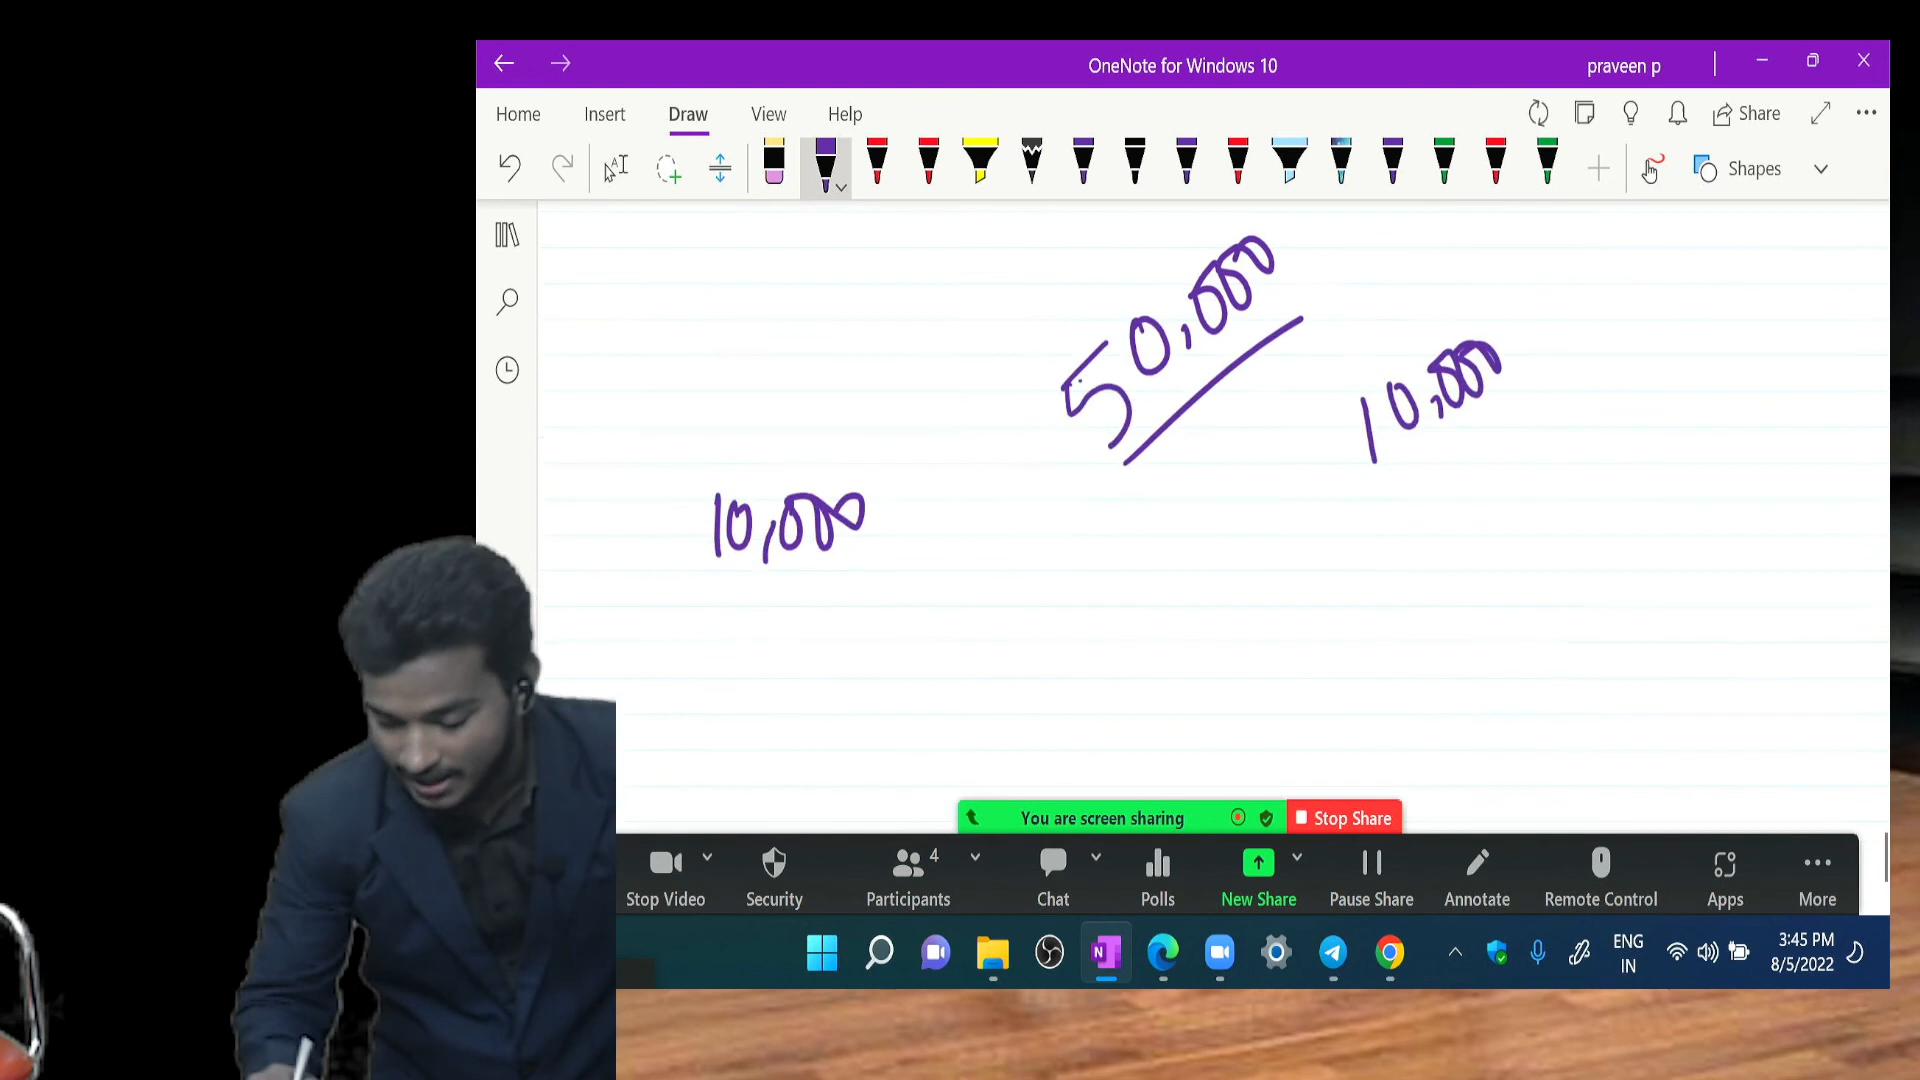 OneNote for Windows 10
praveen p
Home Insert Draw View Help
Share
Shapes
50,000
10,000
10,000
You are screen sharing
Stop Share
Stop Video
Security
4
Participants
Chat
Polls
New Share
Pause Share
Annotate
Remote Control
Apps
More
ENG
IN
3:45 PM
8/5/2022